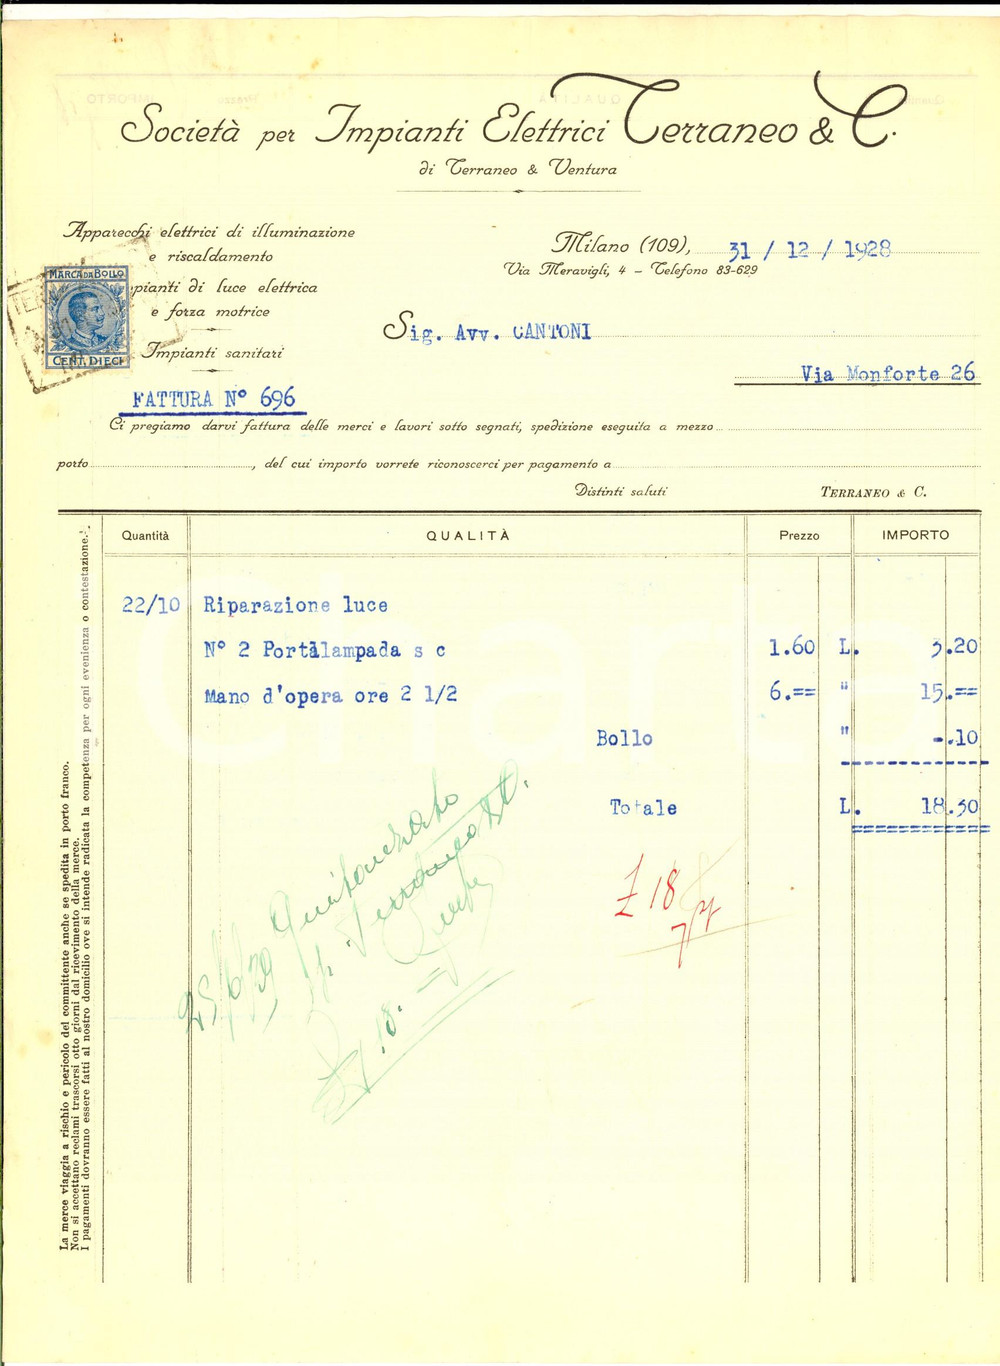 Società per Impianti Elettrici Terraneo & C.
di Terraneo & Ventura
Apparecchi elettrici di illuminazione
e riscaldamento
pianti di luce elettrica
e forza motrice
Impianti sanitari
MARCA DA BOLLO
CENT. DIECI
Milano (109), 31 / 12 / 1928
Via Meravigli, 4 - Telefono 83-629
Sig. Avv. CANTONI
Via Monforte 26
FATTURA N° 696
Ci pregiamo darvi fattura delle merci e lavori sotto segnati, spedizione eseguita a mezzo
porto , del cui importo vorrete riconoscerci per pagamento a
Distinti saluti TERRANEO & C.
Quantità QUALITÀ Prezzo IMPORTO
22/10 Riparazione luce
N° 2 Portalampada s c 1.60 L. 3.20
Mano d'opera ore 2 1/2 6.== " 15.==
Bollo " -.10
Totale L. 18.30
Quitanzato
p. Terraneo & C.
£ 18.-
£ 18
La merce viaggia a rischio e pericolo del committente anche se spedita in porto franco.
Non si accettano reclami trascorsi otto giorni dal ricevimento della merce.
I pagamenti dovranno essere fatti al nostro domicilio ove si intende radicata la competenza per ogni evenienza o contestazione.